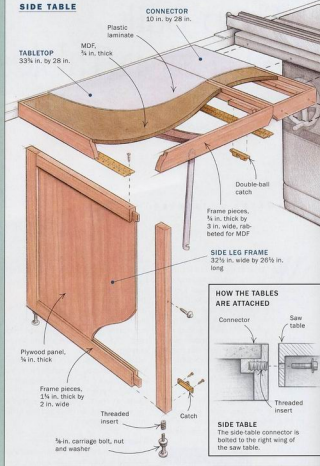 SIDE TABLE
CONNECTOR
10 in. by 28 in.
Plastic
laminate
TABLETOP
33¾ in. by 28 in.
MDF,
¾ in. thick
Double-ball
catch
Frame pieces,
¾ in. thick by
3 in. wide, rab-
beted for MDF
SIDE LEG FRAME
32½ in. wide by 26½ in.
long
HOW THE TABLES
ARE ATTACHED
Connector
Saw
table
Threaded
insert
SIDE TABLE
The side-table connector is
bolted to the right wing of
the saw table.
Plywood panel,
¼ in. thick
Frame pieces,
1¾ in. thick by
2 in. wide
Threaded
insert
Catch
⅜-in. carriage bolt, nut
and washer